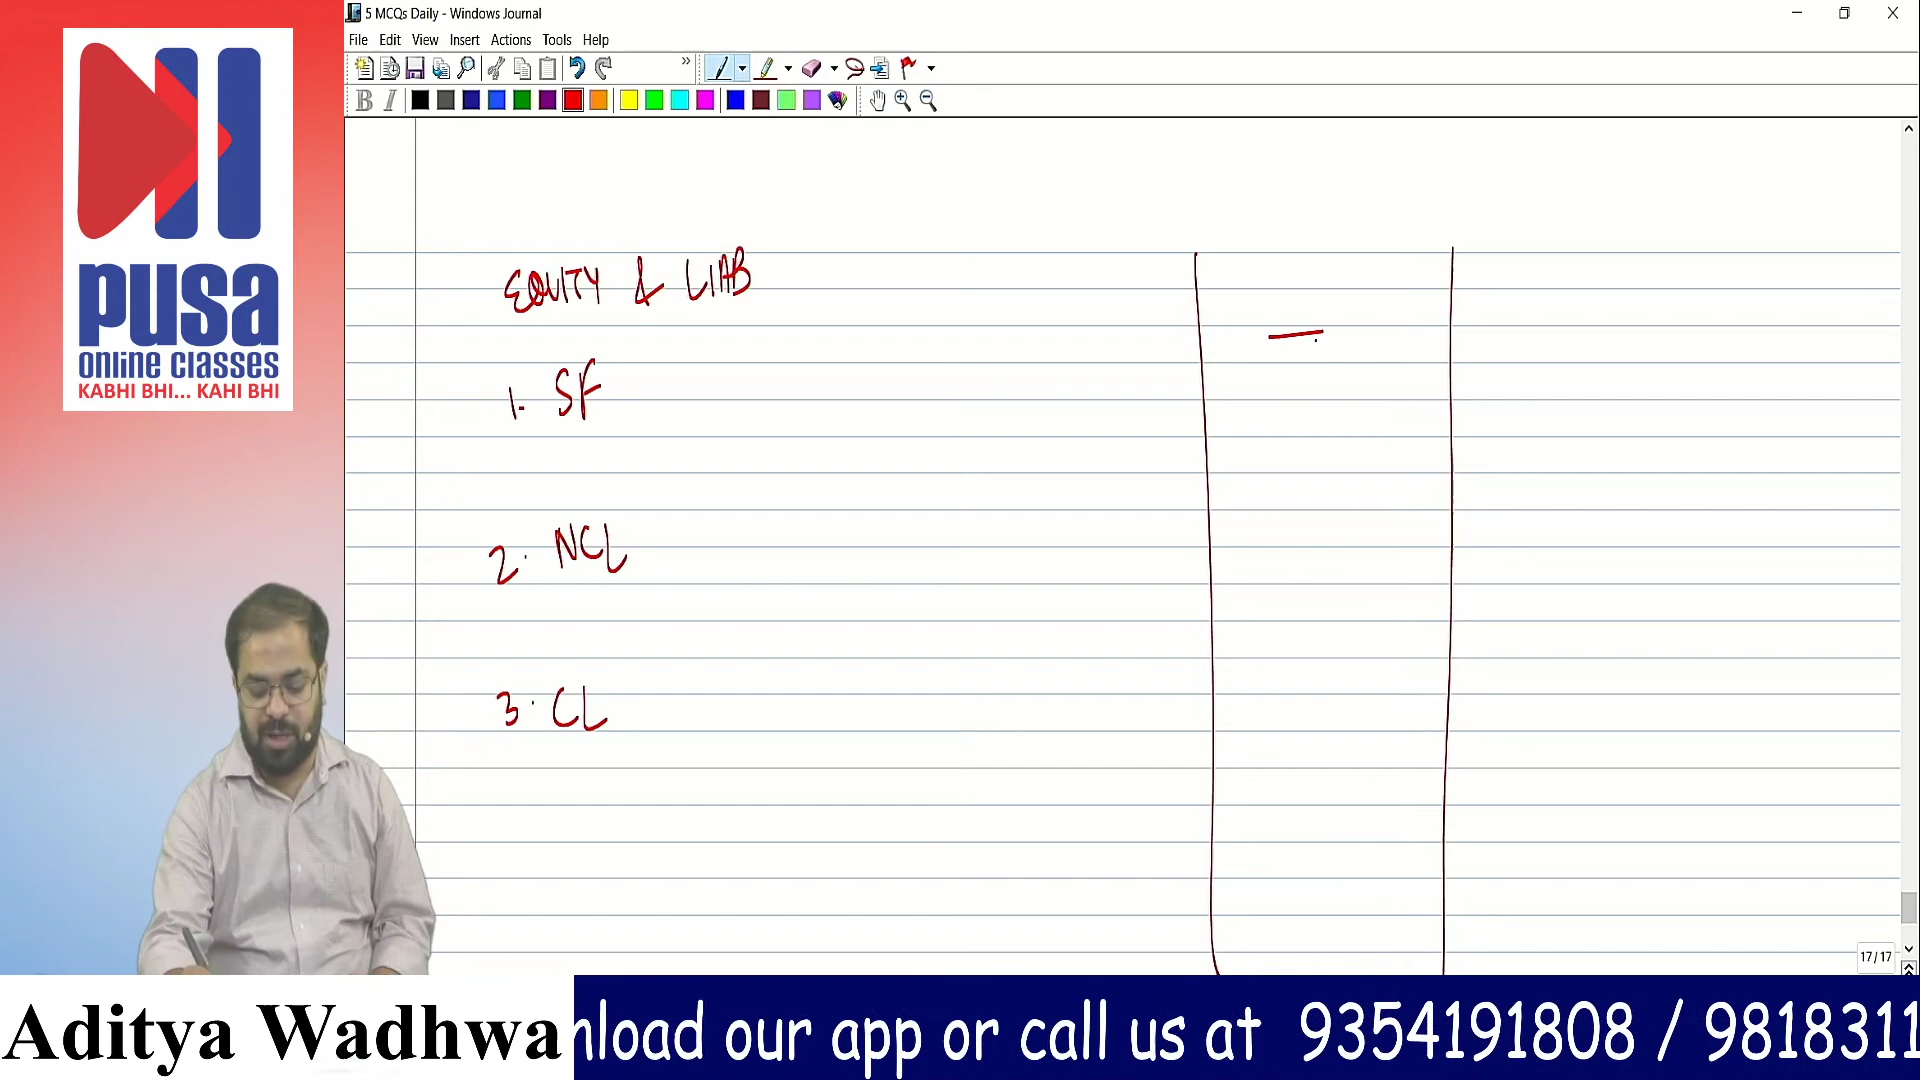 5 MCQs Daily - Windows Journal
File Edit View Insert Actions Tools Help
B I
PUSA
ONLINE CLASSES
KABHI BHI... KAHI BHI
EQUITY & LIAB
1. SF
2. NCL
3. CL
17/17
Aditya Wadhwa
nload our app or call us at 9354191808 / 9818311